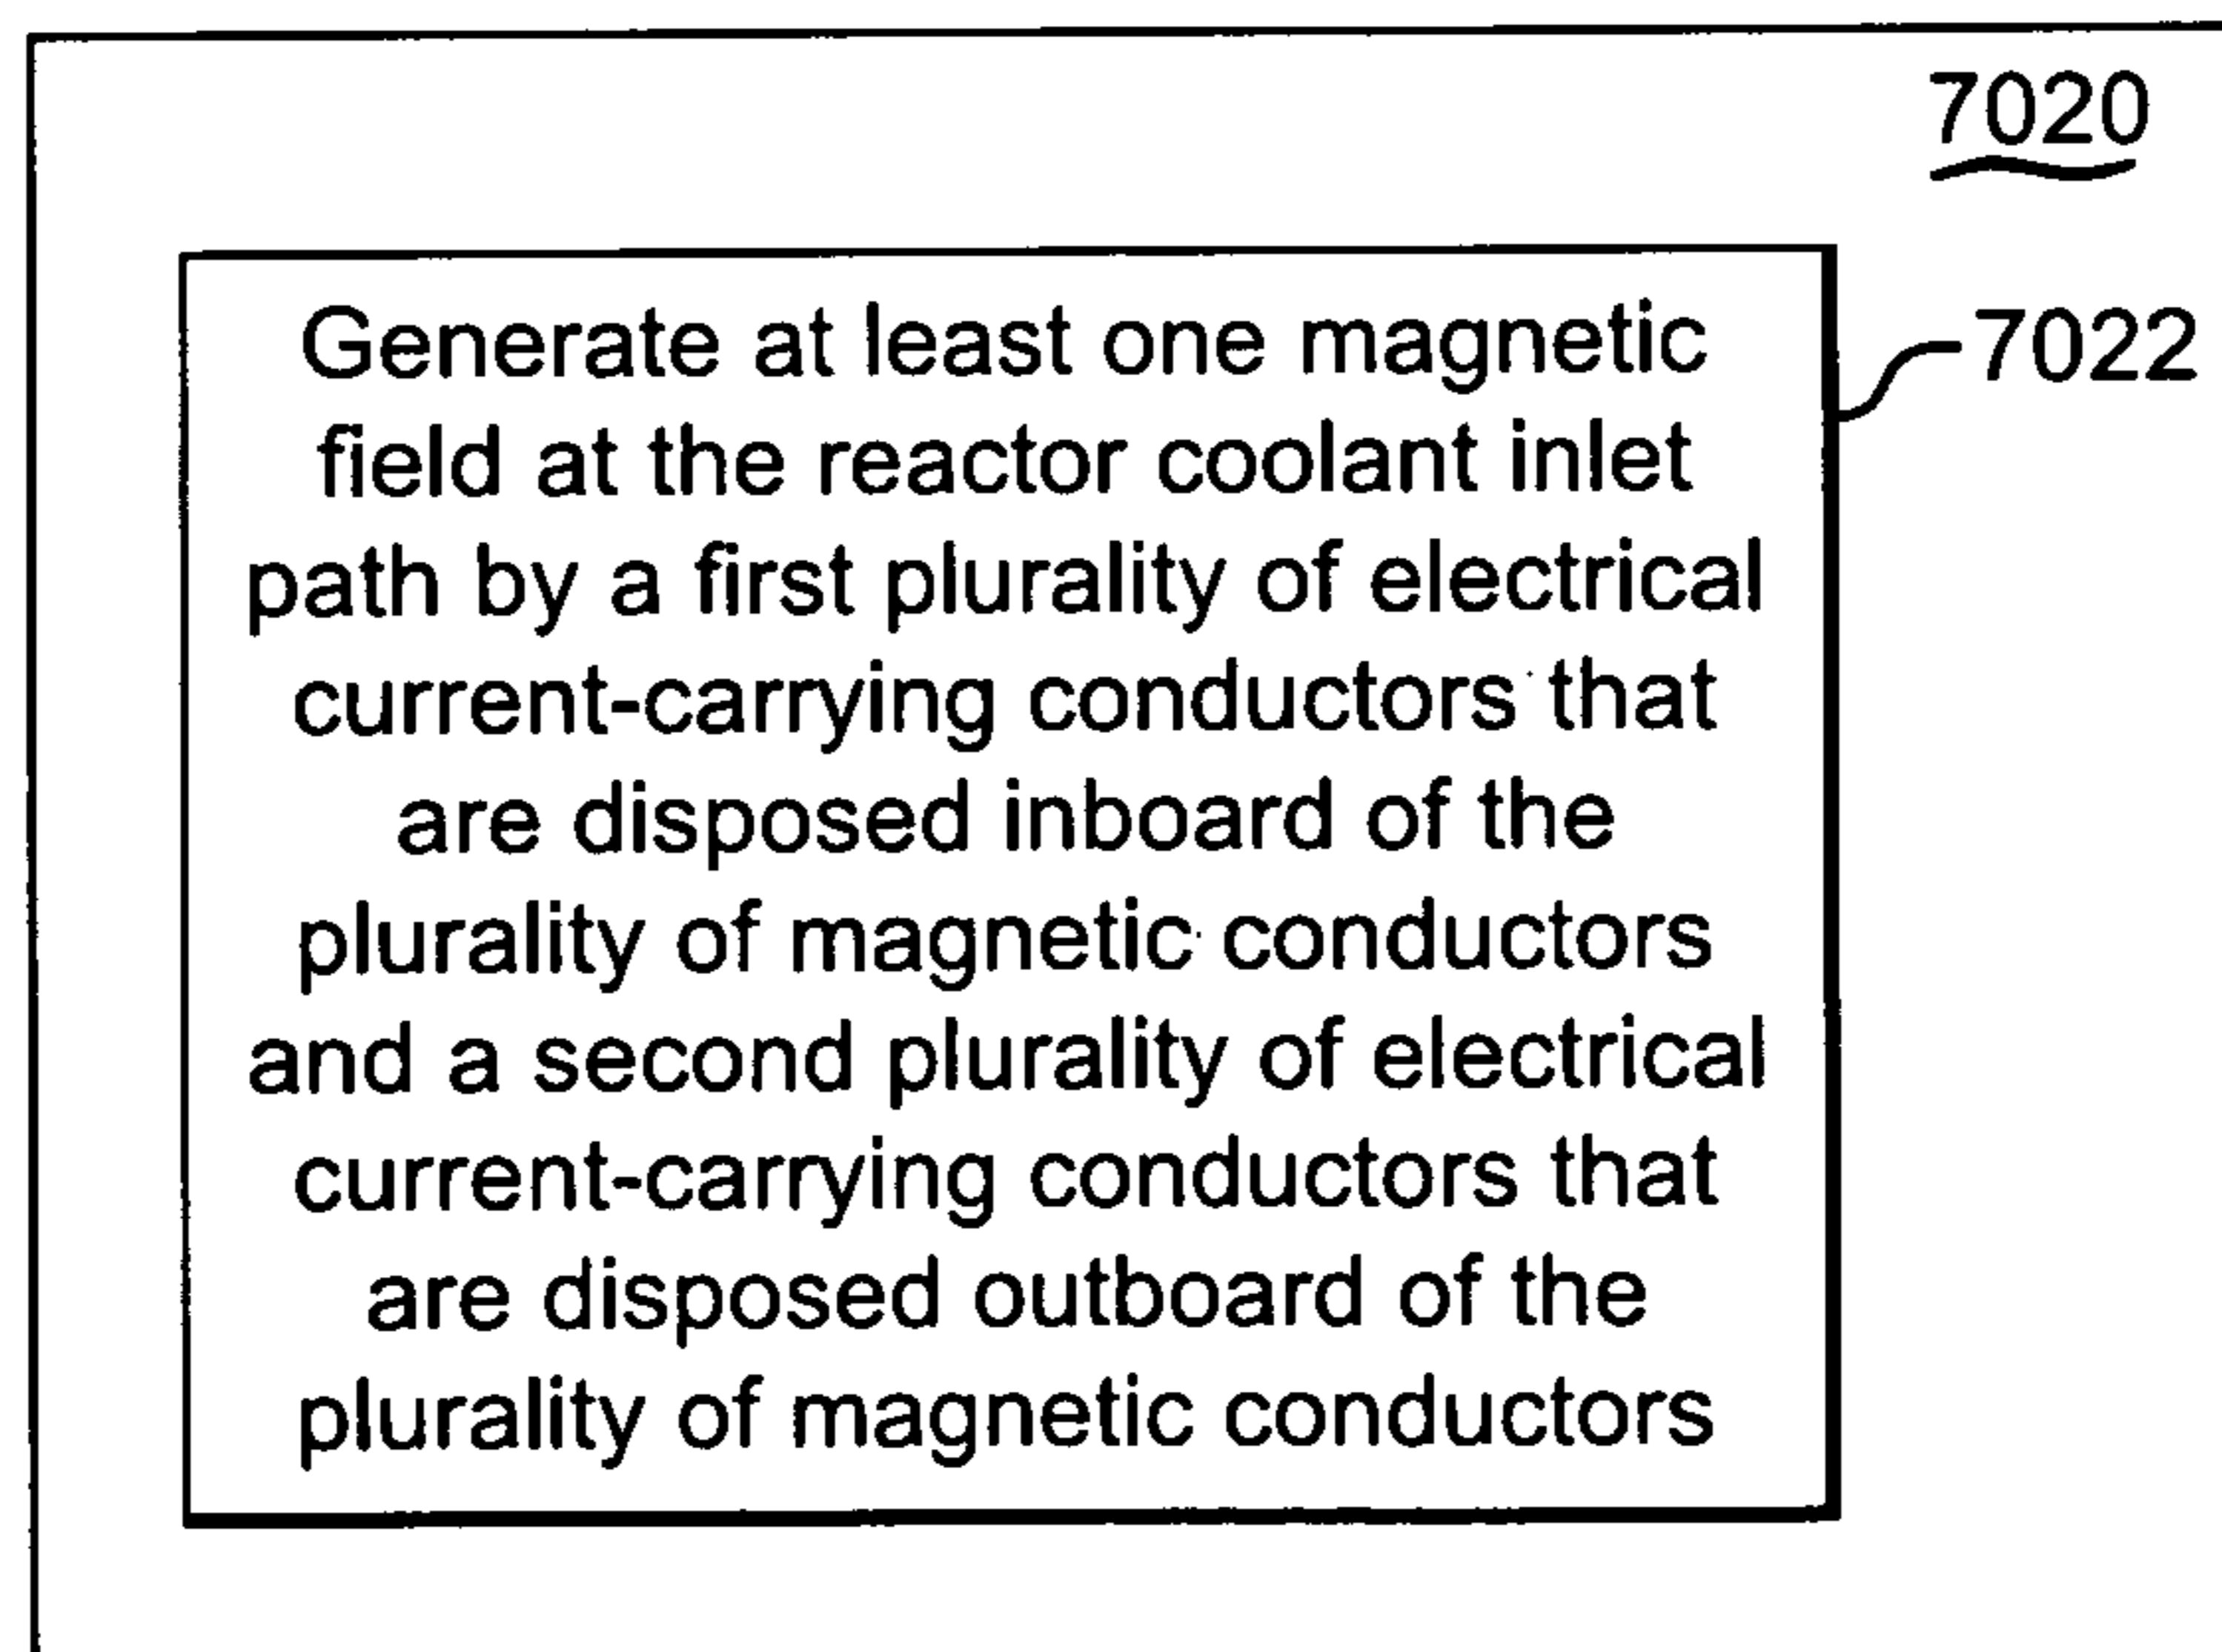 7020
Generate at least one magnetic
7022
field at the reactor coolant inlet
path by a first plurality of electrical
current-carrying conductors that
are disposed inboard of the
plurality of magnetic conductors
and a second plurality of electrical
current-carrying conductors that
are disposed outboard of the
plurality of magnetic conductors